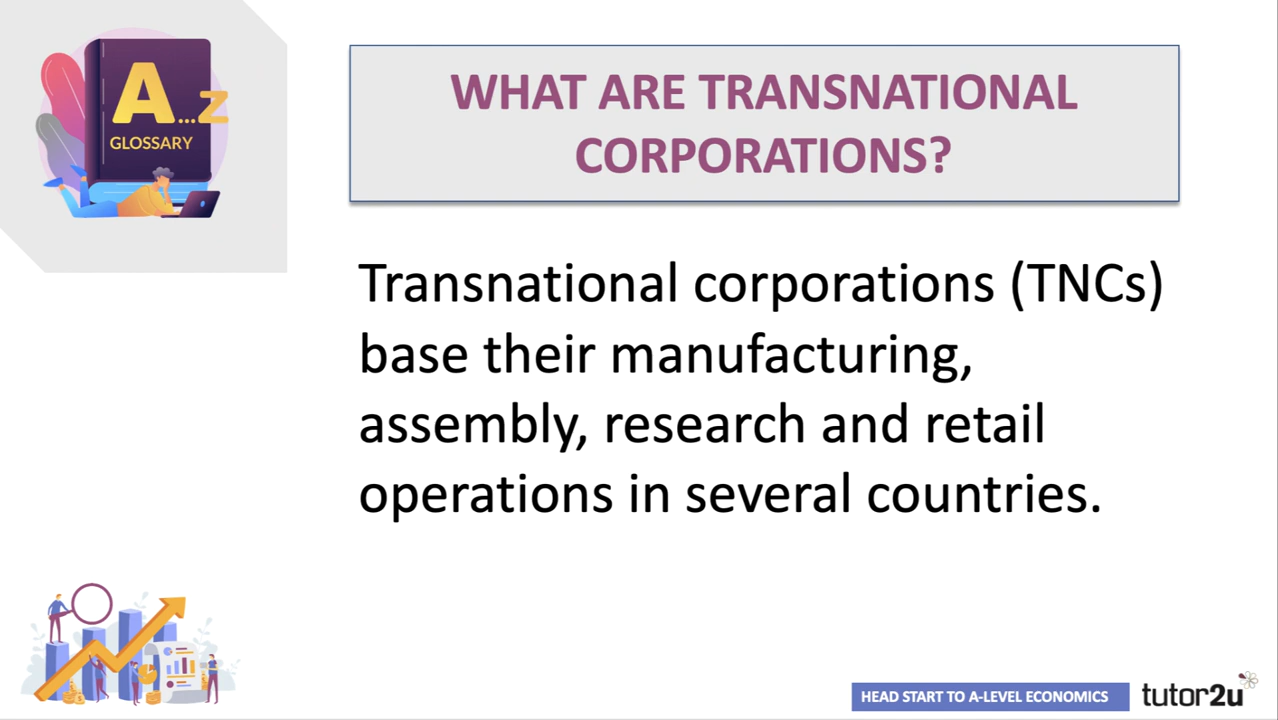 A...Z
GLOSSARY
WHAT ARE TRANSNATIONAL
CORPORATIONS?
Transnational corporations (TNCs)
base their manufacturing,
assembly, research and retail
operations in several countries.
HEAD START TO A-LEVEL ECONOMICS
tutor2u